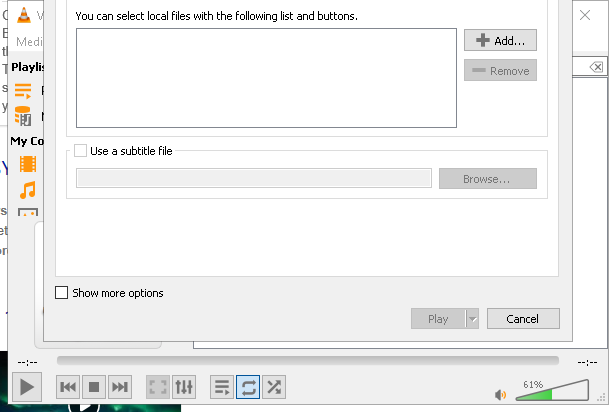 You can select local files with the following list and buttons.
Add...
Remove
Medi
Playlis
My Co
Use a subtitle file
Browse...
Show more options
Play
Cancel
--:--
--:--
61%